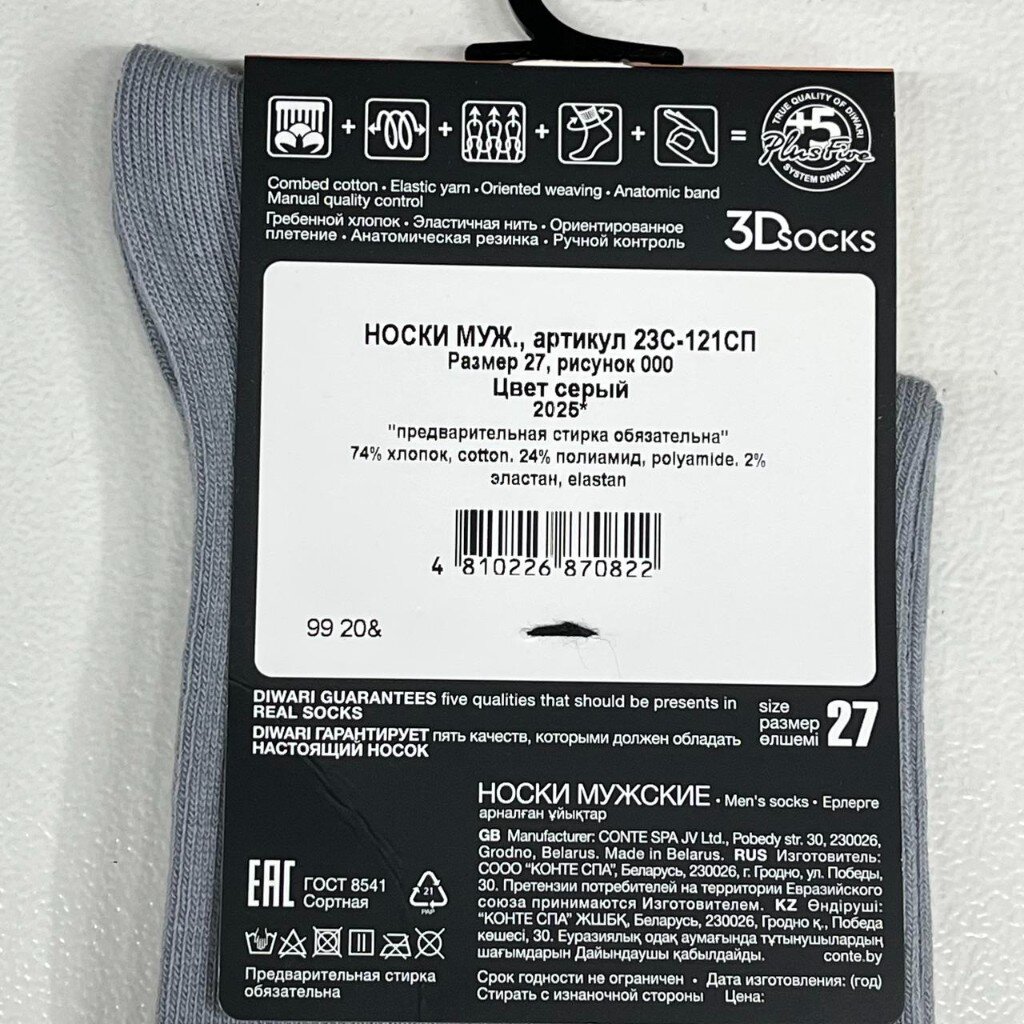 TRUE QUALITY OF DIWARI
+5
Plus Five
SYSTEM DIWARI
+ + + + =
Combed cotton • Elastic yarn • Oriented weaving • Anatomic band
Manual quality control
Гребенной хлопок • Эластичная нить • Ориентированное
плетение • Анатомическая резинка • Ручной контроль
3D SOCKS
НОСКИ МУЖ., артикул 23С-121СП
Размер 27, рисунок 000
Цвет серый
2025*
"предварительная стирка обязательна"
74% хлопок, cotton. 24% полиамид, polyamide. 2%
эластан, elastan
4 810226 870822
99 20&
DIWARI GUARANTEES five qualities that should be presents in
REAL SOCKS
DIWARI ГАРАНТИРУЕТ пять качеств, которыми должен обладать
НАСТОЯЩИЙ НОСОК
size
размер
өлшемі
27
НОСКИ МУЖСКИЕ • Men's socks • Ерлерге
арналған ұйықтар
GB Manufacturer: CONTE SPA JV Ltd., Pobedy str. 30, 230026,
Grodno, Belarus. Made in Belarus. RUS Изготовитель:
СООО "КОНТЕ СПА", Беларусь, 230026, г. Гродно, ул. Победы,
30. Претензии потребителей на территории Евразийского
союза принимаются Изготовителем. KZ Өндіруші:
"КОНТЕ СПА" ЖШБҚ, Беларусь, 230026, Гродно қ., Победа
көшесі, 30. Еуразиялық одақ аумағында тұтынушылардың
шағымдарын Дайындаушы қабылдайды. conte.by
Срок годности не ограничен • Дата изготовления: (год)
Стирать с изнаночной стороны Цена:
EAC
ГОСТ 8541
Сортная
21
PAP
Предварительная стирка
обязательна